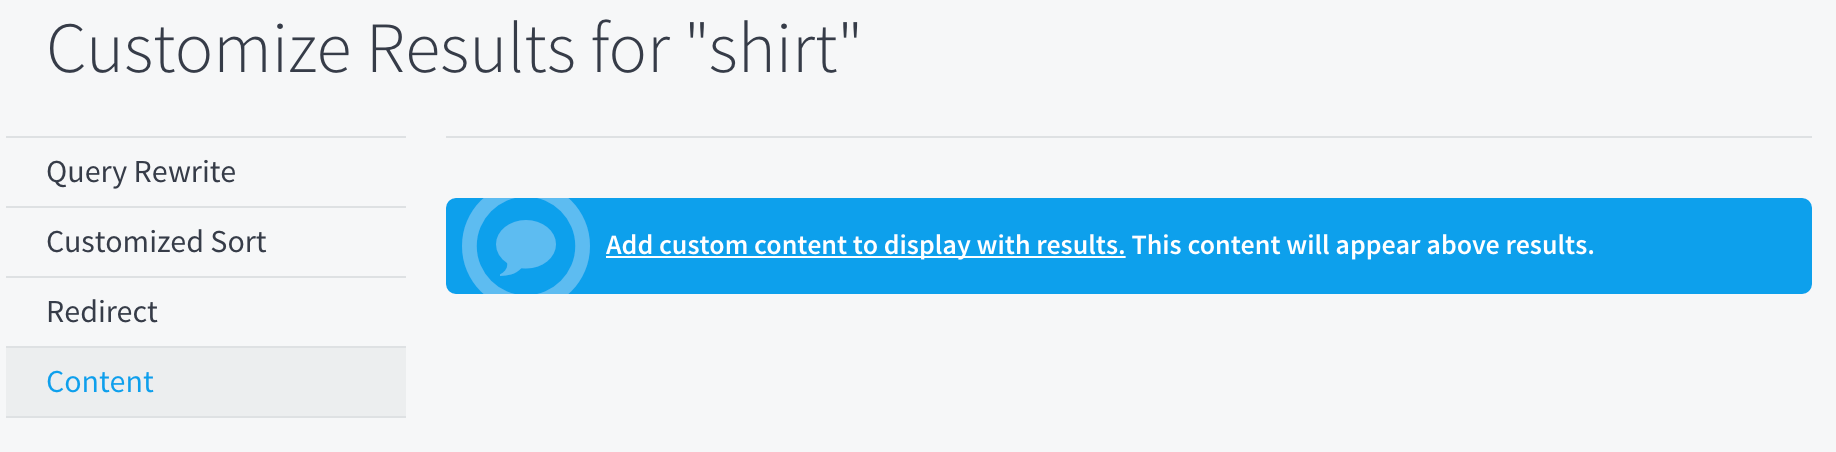 Customize Results for "shirt"
Query Rewrite
Customized Sort
Redirect
Content
Add custom content to display with results. This content will appear above results.